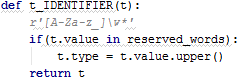 def t_IDENTIFIER(t):
    r'[A-Za-z_]\w*'
    if(t.value in reserved_words):
        t.type = t.value.upper()
    return t